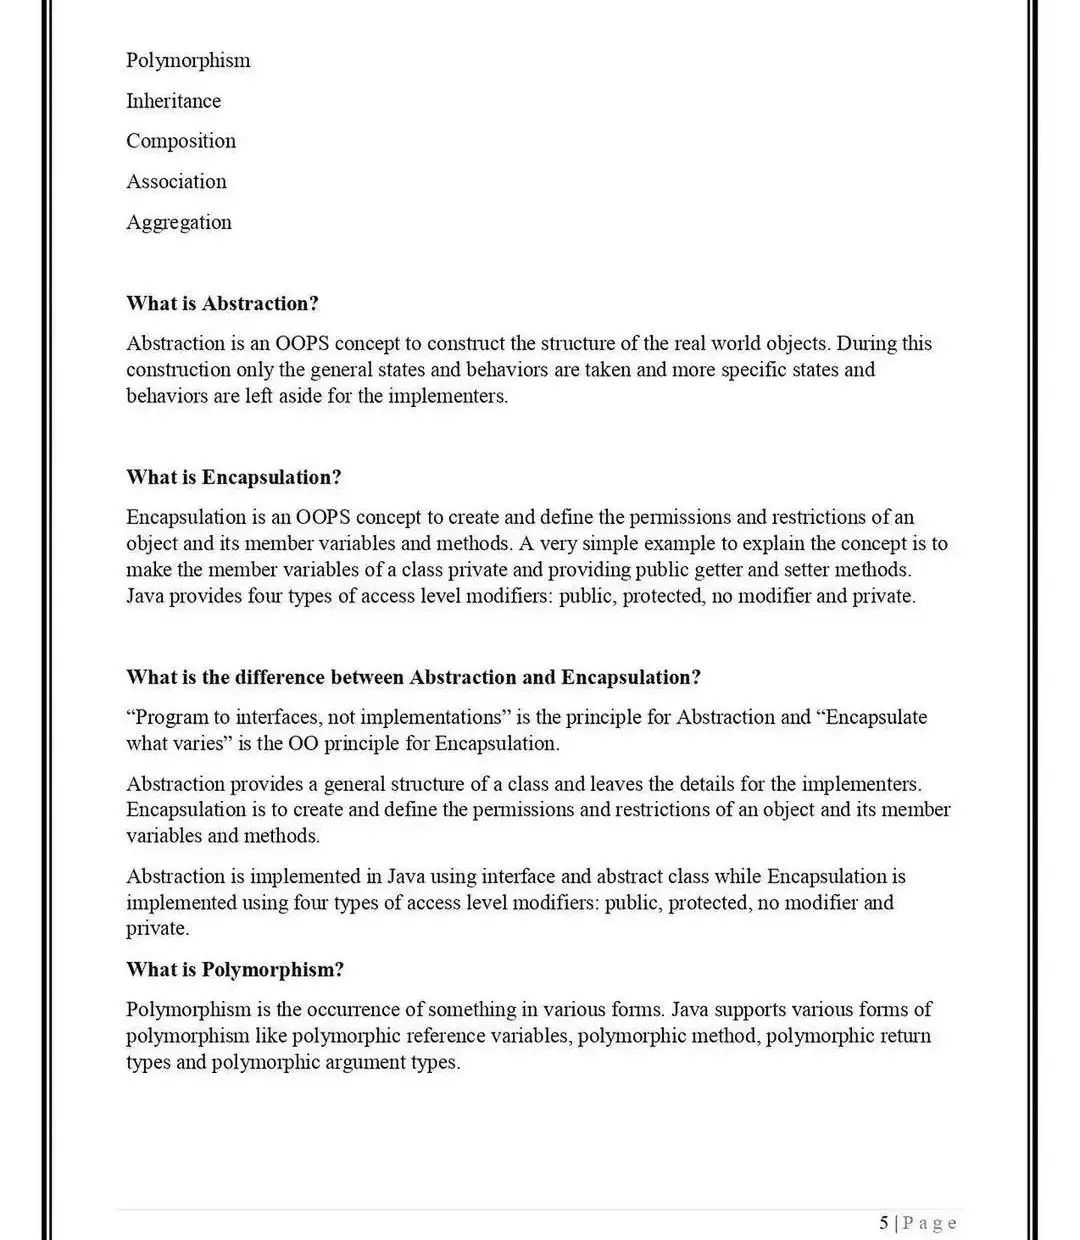 Polymorphism
Inheritance
Composition
Association
Aggregation
What is Abstraction?
Abstraction is an OOPS concept to construct the structure of the real world objects. During this
construction only the general states and behaviors are taken and more specific states and
behaviors are left aside for the implementers.
What is Encapsulation?
Encapsulation is an OOPS concept to create and define the permissions and restrictions of an
object and its member variables and methods. A very simple example to explain the concept is to
make the member variables of a class private and providing public getter and setter methods.
Java provides four types of access level modifiers: public, protected, no modifier and private.
What is the difference between Abstraction and Encapsulation?
“Program to interfaces, not implementations” is the principle for Abstraction and “Encapsulate
what varies” is the OO principle for Encapsulation.
Abstraction provides a general structure of a class and leaves the details for the implementers.
Encapsulation is to create and define the permissions and restrictions of an object and its member
variables and methods.
Abstraction is implemented in Java using interface and abstract class while Encapsulation is
implemented using four types of access level modifiers: public, protected, no modifier and
private.
What is Polymorphism?
Polymorphism is the occurrence of something in various forms. Java supports various forms of
polymorphism like polymorphic reference variables, polymorphic method, polymorphic return
types and polymorphic argument types.
5 | P a g e